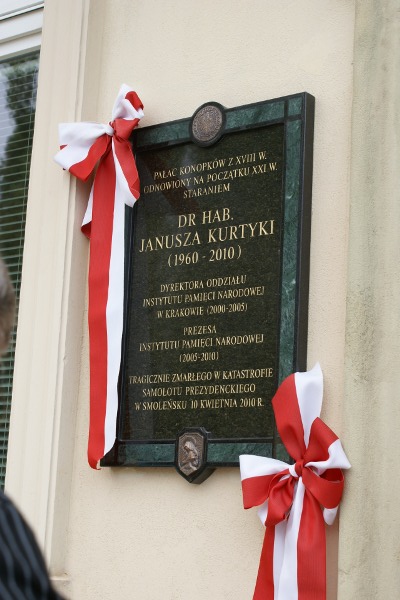 PAŁAC KONOPKÓW Z XVIII W.
ODNOWIONY NA POCZĄTKU XXI W.
STARANIEM
DR HAB.
JANUSZA KURTYKI
(1960 - 2010)
DYREKTORA ODDZIAŁU
INSTYTUTU PAMIĘCI NARODOWEJ
W KRAKOWIE (2000-2005)
PREZESA
INSTYTUTU PAMIĘCI NARODOWEJ
(2005-2010)
TRAGICZNIE ZMARŁEGO W KATASTROFIE
SAMOLOTU PREZYDENCKIEGO
W SMOLEŃSKU 10 KWIETNIA 2010 R.